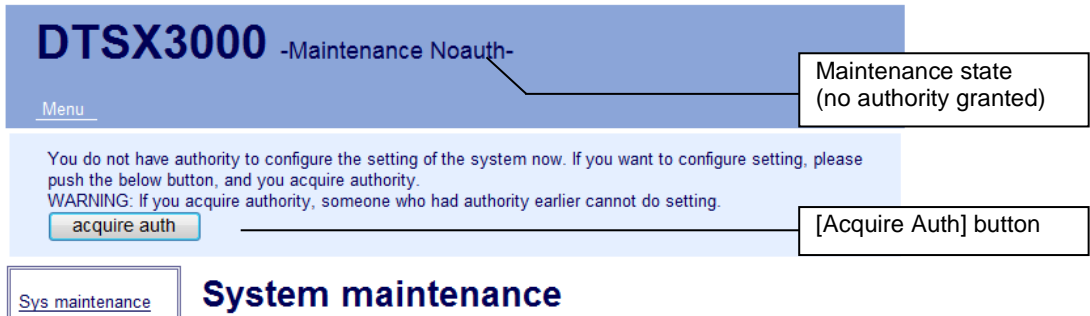 DTSX3000 -Maintenance Noauth-
Maintenance state
(no authority granted)
Menu
You do not have authority to configure the setting of the system now. If you want to configure setting, please
push the below button, and you acquire authority.
WARNING: If you acquire authority, someone who had authority earlier cannot do setting.
acquire auth
[Acquire Auth] button
Sys maintenance
System maintenance